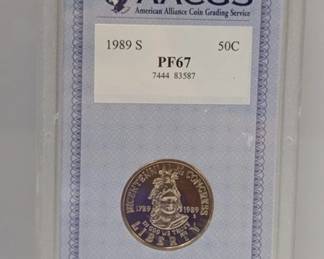 AACGS
American Alliance Coin Grading Service
1989 S 50C
PF67
7444 83587
BICENTENNIAL OF THE CONGRESS
1789 1989
IN GOD WE TRUST
LIBERTY